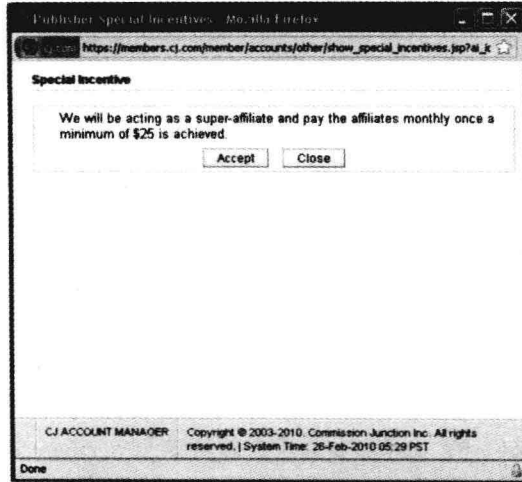 Publisher Special Incentives - Mozilla Firefox
https://members.cj.com/member/accounts/other/show_special_incentives.jsp?ai_k
Special Incentive
We will be acting as a super-affiliate and pay the affiliates monthly once a
minimum of $25 is achieved.
Accept Close
CJ ACCOUNT MANAGER
Copyright © 2003-2010. Commission Junction Inc. All rights
reserved. | System Time: 26-Feb-2010 05:29 PST
Done